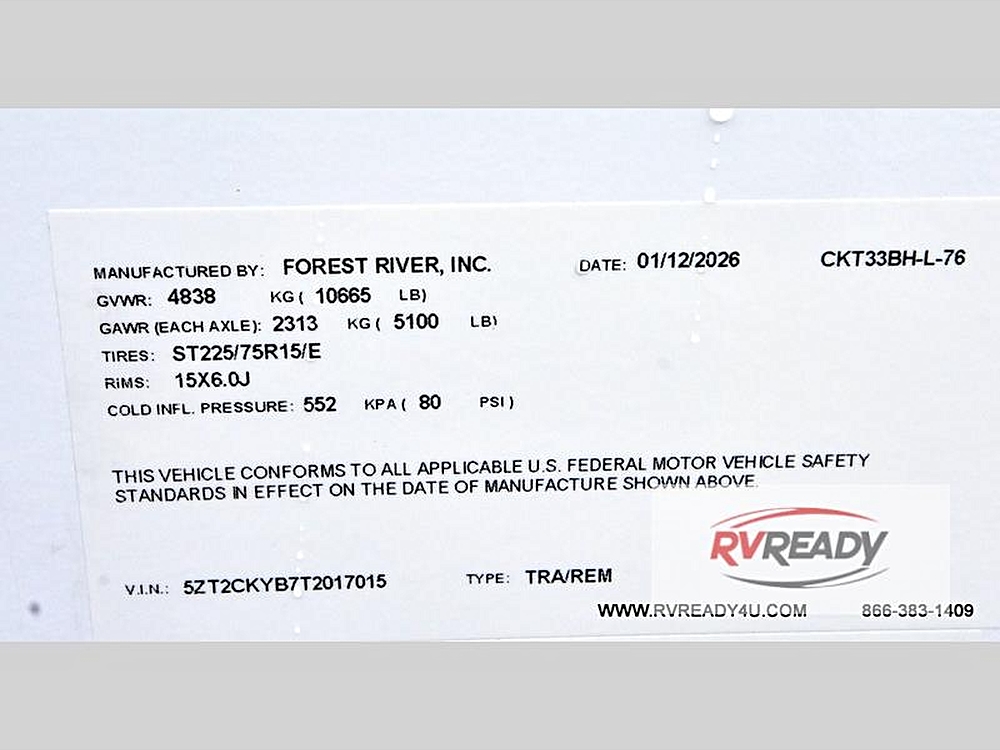 MANUFACTURED BY: FOREST RIVER, INC. DATE: 01/12/2026 CKT33BH-L-76
GVWR: 4838 KG ( 10665 LB)
GAWR (EACH AXLE): 2313 KG ( 5100 LB)
TIRES: ST225/75R15/E
RIMS: 15X6.0J
COLD INFL. PRESSURE: 552 KPA ( 80 PSI )
THIS VEHICLE CONFORMS TO ALL APPLICABLE U.S. FEDERAL MOTOR VEHICLE SAFETY
STANDARDS IN EFFECT ON THE DATE OF MANUFACTURE SHOWN ABOVE.
RVREADY
V.I.N.: 5ZT2CKYB7T2017015 TYPE: TRA/REM
WWW.RVREADY4U.COM 866-383-1409